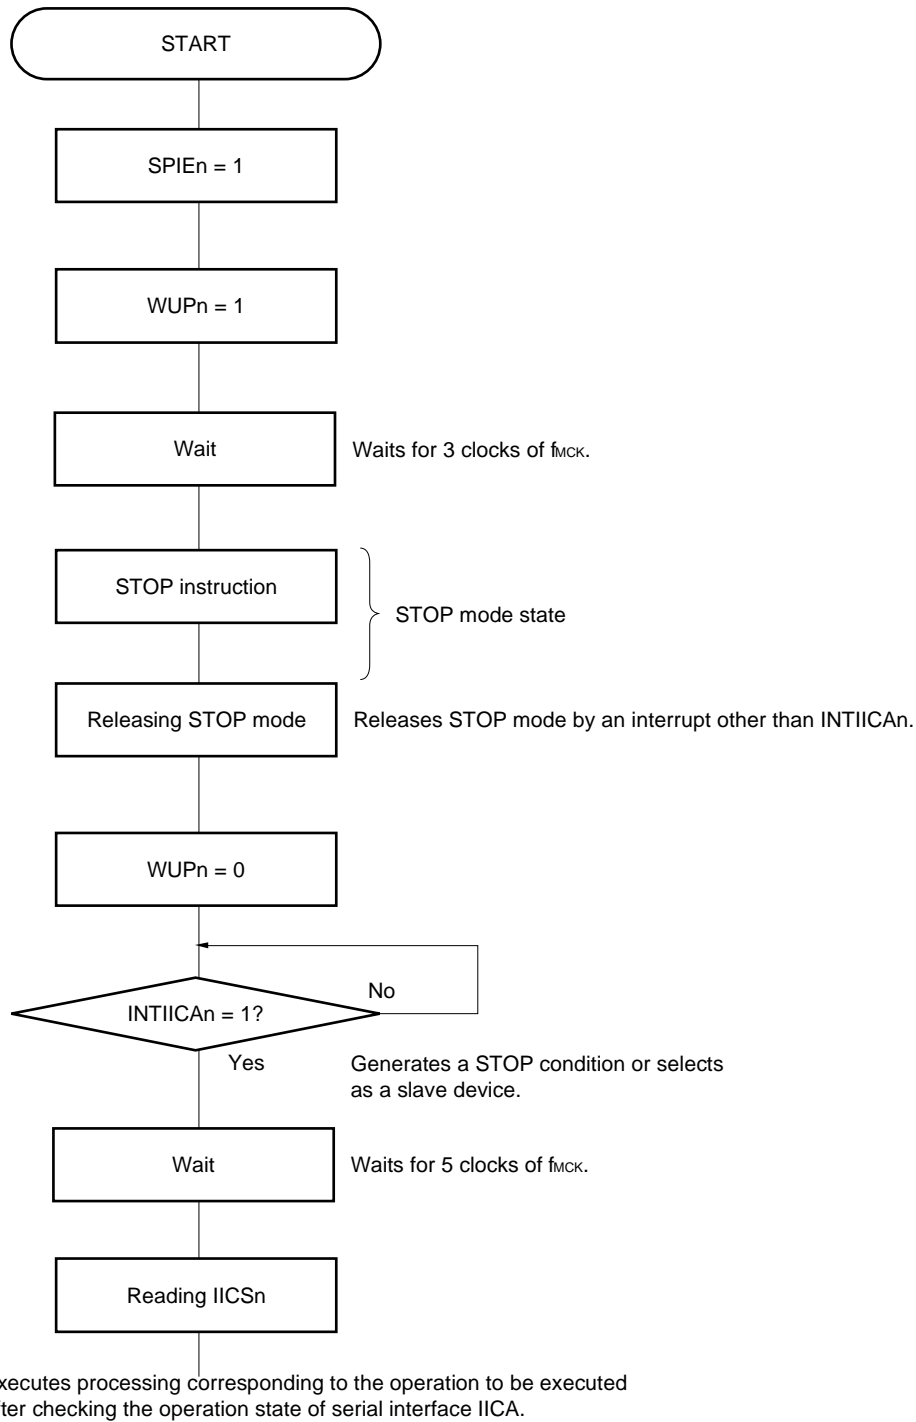 START
SPIEn = 1
WUPn = 1
Wait
Waits for 3 clocks of fMCK.
STOP instruction
STOP mode state
Releasing STOP mode
Releases STOP mode by an interrupt other than INTIICAn.
WUPn = 0
No
INTIICAn = 1?
Yes
Generates a STOP condition or selects
as a slave device.
Wait
Waits for 5 clocks of fMCK.
Reading IICSn
xecutes processing corresponding to the operation to be executed
fter checking the operation state of serial interface IICA.